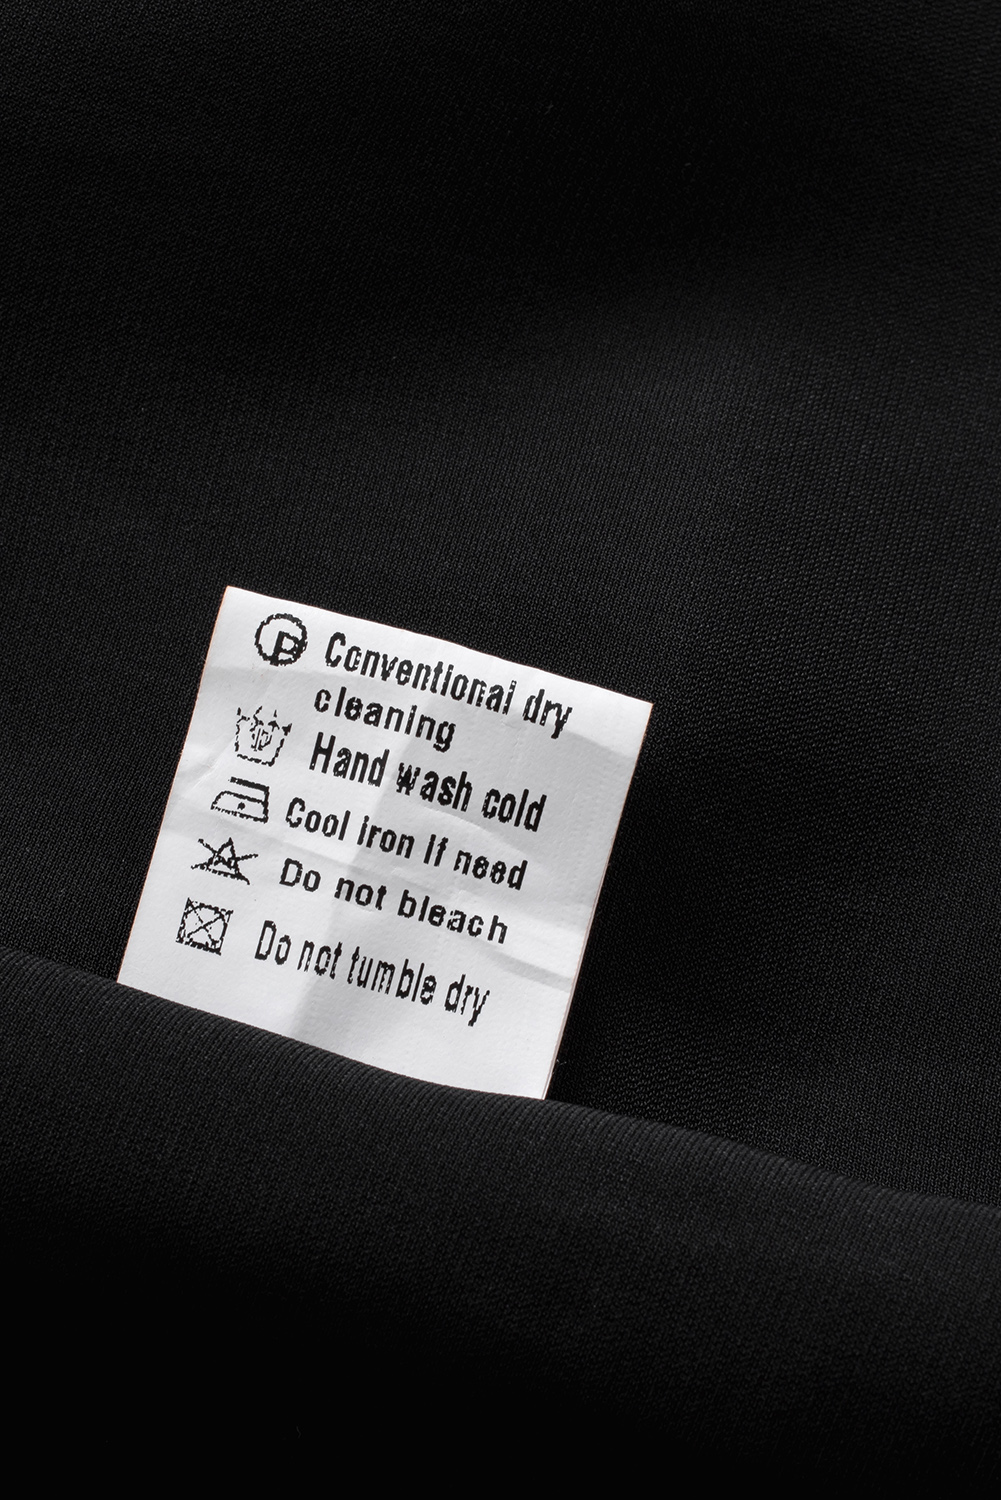 P Conventional dry
cleaning
Hand wash cold
Cool iron if need
Do not bleach
Do not tumble dry